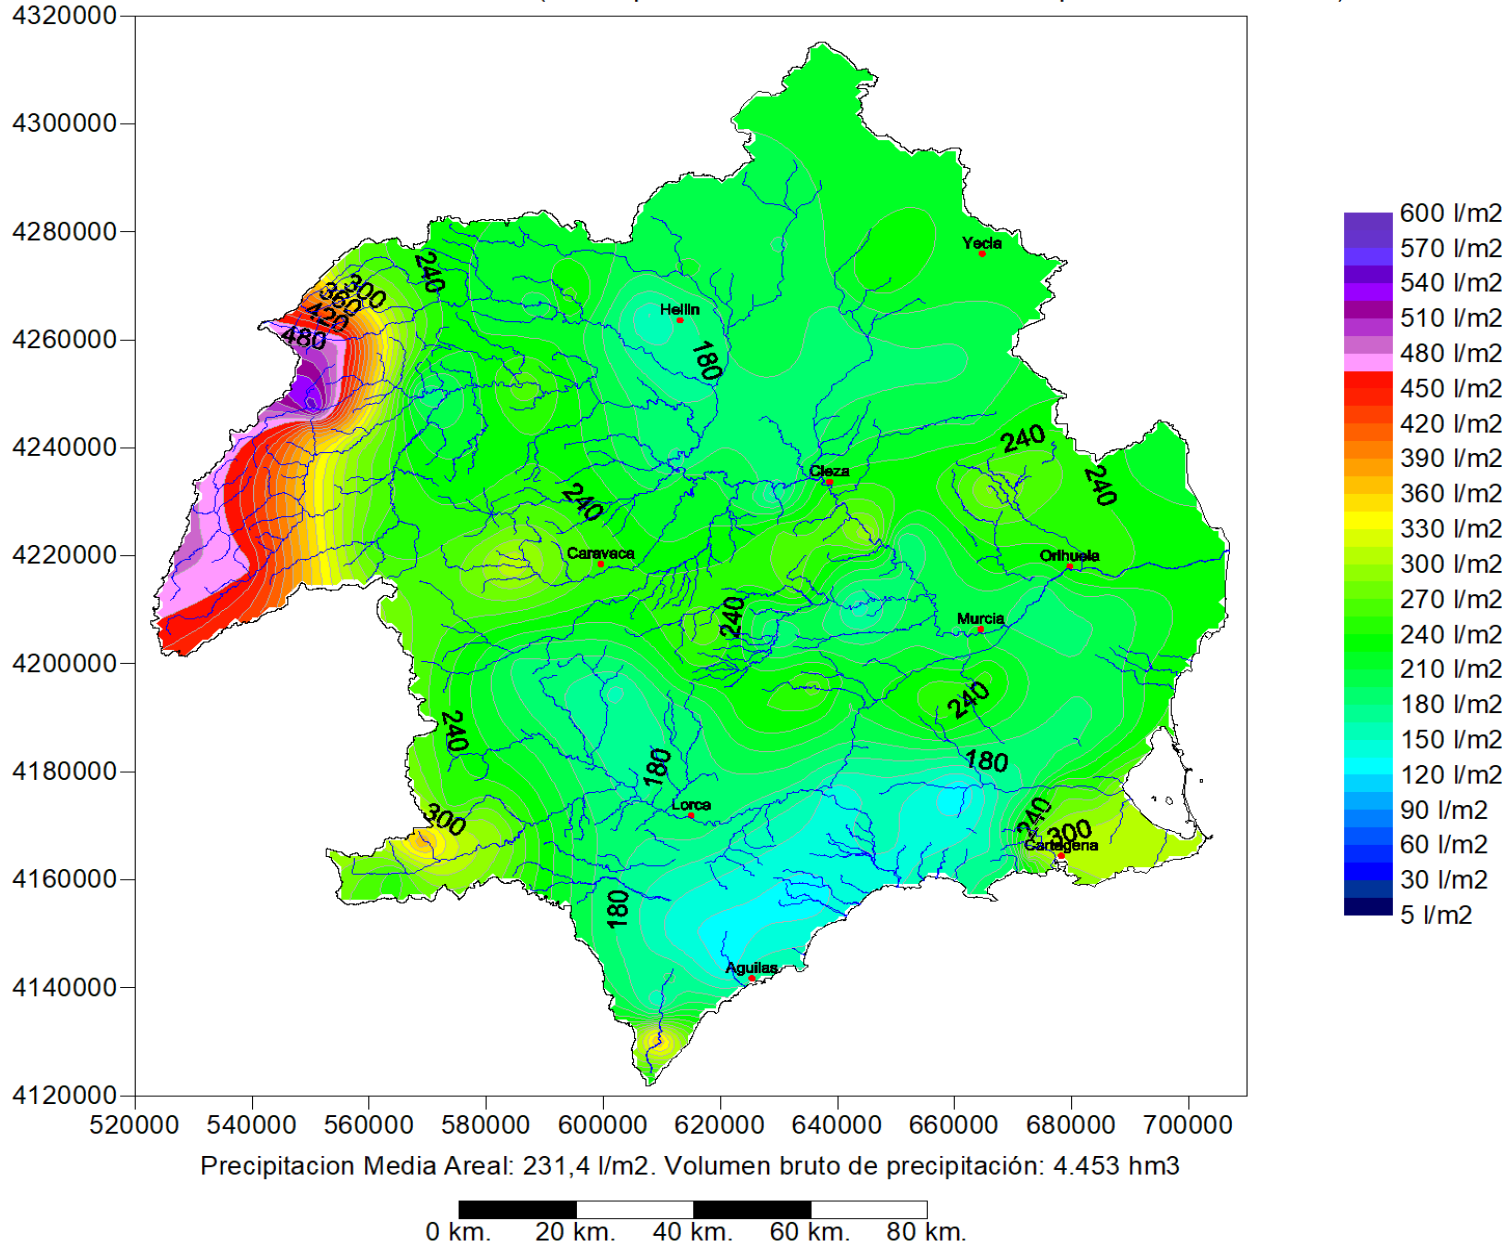 4320000
4300000
4280000
4260000
4240000
4220000
4200000
4180000
4160000
4140000
4120000
520000 540000 560000 580000 600000 620000 640000 660000 680000 700000
Yecla
240
300
360
420
480
Hellin
180
240
Cieza
240
240
Caravaca
Orihuela
240
Murcia
240
240
180
180
Lorca
300
240
300
Cartagena
180
Aguilas
600 l/m2
570 l/m2
540 l/m2
510 l/m2
480 l/m2
450 l/m2
420 l/m2
390 l/m2
360 l/m2
330 l/m2
300 l/m2
270 l/m2
240 l/m2
210 l/m2
180 l/m2
150 l/m2
120 l/m2
90 l/m2
60 l/m2
30 l/m2
5 l/m2
Precipitacion Media Areal: 231,4 l/m2. Volumen bruto de precipitación: 4.453 hm3
0 km. 20 km. 40 km. 60 km. 80 km.